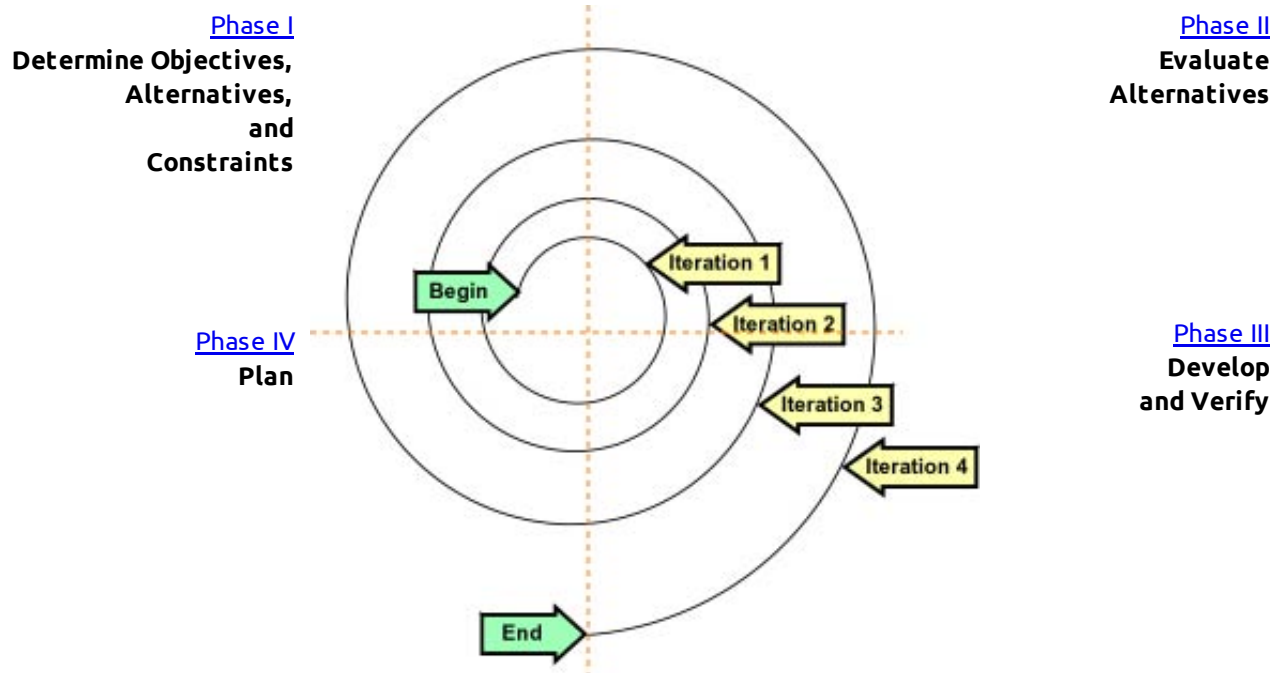 Phase I
Determine Objectives,
Alternatives,
and
Constraints
Phase II
Evaluate
Alternatives
Begin
Iteration 1
Iteration 2
Phase IV
Plan
Phase III
Develop
and Verify
Iteration 3
Iteration 4
End